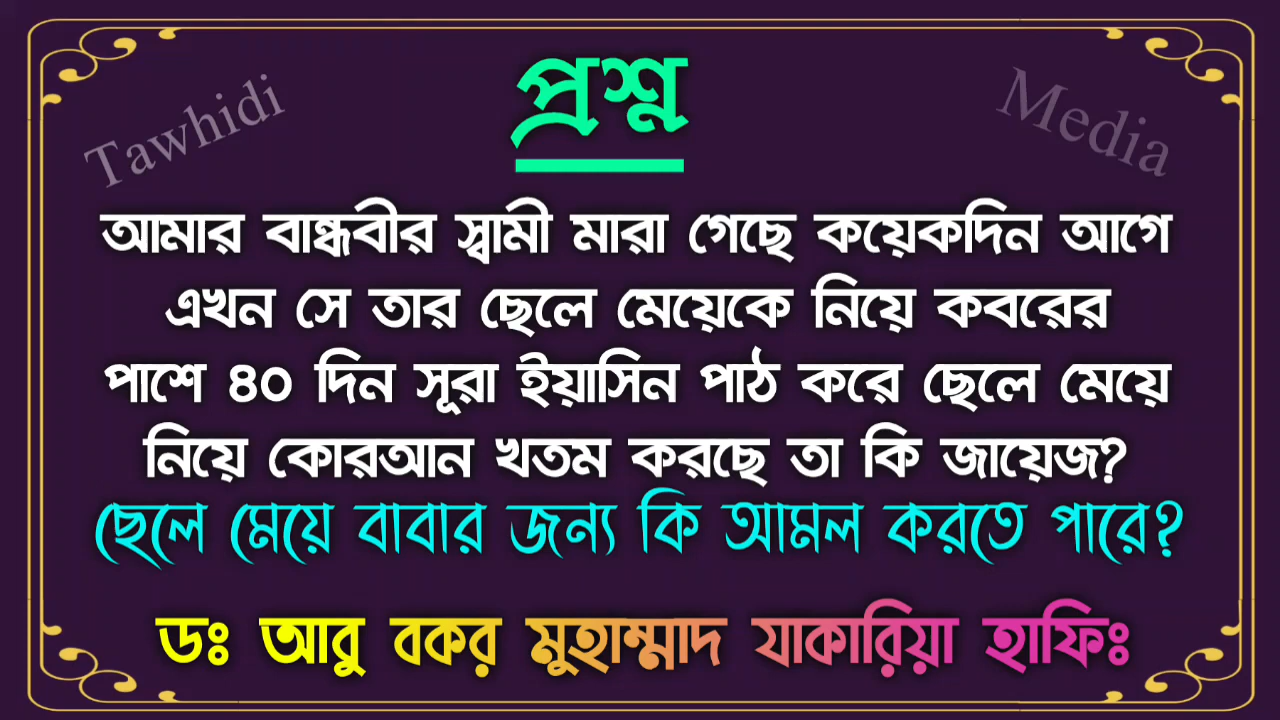 প্রশ্ন
Tawhidi
Media
আমার বান্ধবীর স্বামী মারা গেছে কয়েকদিন আগে
এখন সে তার ছেলে মেয়েকে নিয়ে কবরের
পাশে ৪০ দিন সূরা ইয়াসিন পাঠ করে ছেলে মেয়ে
নিয়ে কোরআন খতম করছে তা কি জায়েজ?
ছেলে মেয়ে বাবার জন্য কি আমল করতে পারে?
ডঃ আবু বকর মুহাম্মাদ যাকারিয়া হাফিঃ